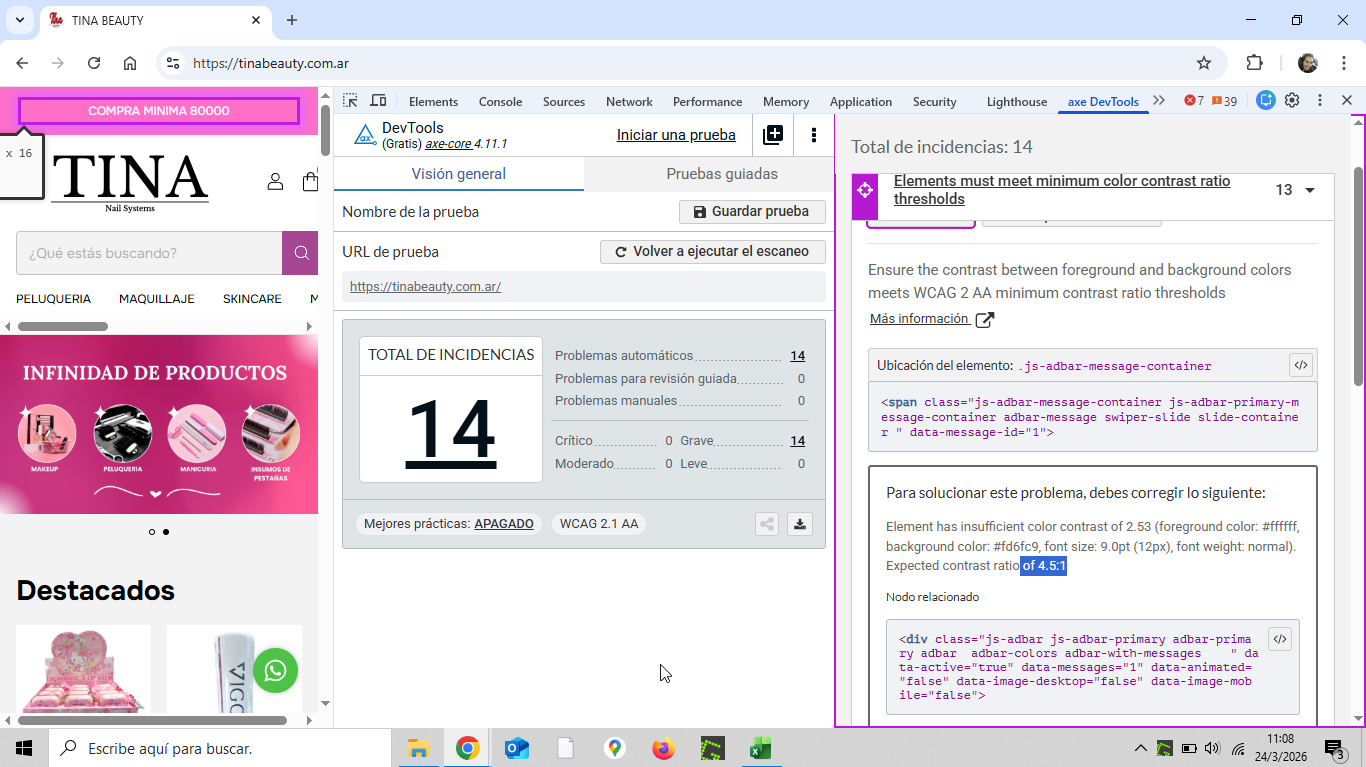 TINA BEAUTY
https://tinabeauty.com.ar
COMPRA MINIMA 80000
x 16
TINA
Nail Systems
¿Qué estás buscando?
PELUQUERIA MAQUILLAJE SKINCARE M
INFINIDAD DE PRODUCTOS
MAKEUP PELUQUERIA MANICURIA INSUMOS DE
PESTAÑAS
Destacados
Elements Console Sources Network Performance Memory Application Security Lighthouse axe DevTools 7 39
DevTools
(Gratis) axe-core 4.11.1
Iniciar una prueba
Visión general Pruebas guiadas
Nombre de la prueba Guardar prueba
URL de prueba Volver a ejecutar el escaneo
https://tinabeauty.com.ar/
TOTAL DE INCIDENCIAS
14
Problemas automáticos 14
Problemas para revisión guiada 0
Problemas manuales 0
Crítico 0 Grave 14
Moderado 0 Leve 0
Mejores prácticas: APAGADO WCAG 2.1 AA
Total de incidencias: 14
Elements must meet minimum color contrast ratio
thresholds
13
Ensure the contrast between foreground and background colors
meets WCAG 2 AA minimum contrast ratio thresholds
Más información
Ubicación del elemento: .js-adbar-message-container
<span class="js-adbar-message-container js-adbar-primary-m
essage-container adbar-message swiper-slide slide-containe
r " data-message-id="1">
Para solucionar este problema, debes corregir lo siguiente:
Element has insufficient color contrast of 2.53 (foreground color: #ffffff,
background color: #fd6fc9, font size: 9.0pt (12px), font weight: normal).
Expected contrast ratio of 4.5:1
Nodo relacionado
<div class="js-adbar js-adbar-primary adbar-prima
ry adbar  adbar-colors adbar-with-messages    " da
ta-active="true" data-messages="1" data-animated=
"false" data-image-desktop="false" data-image-mob
ile="false">
Escribe aquí para buscar.
11:08
24/3/2026
3